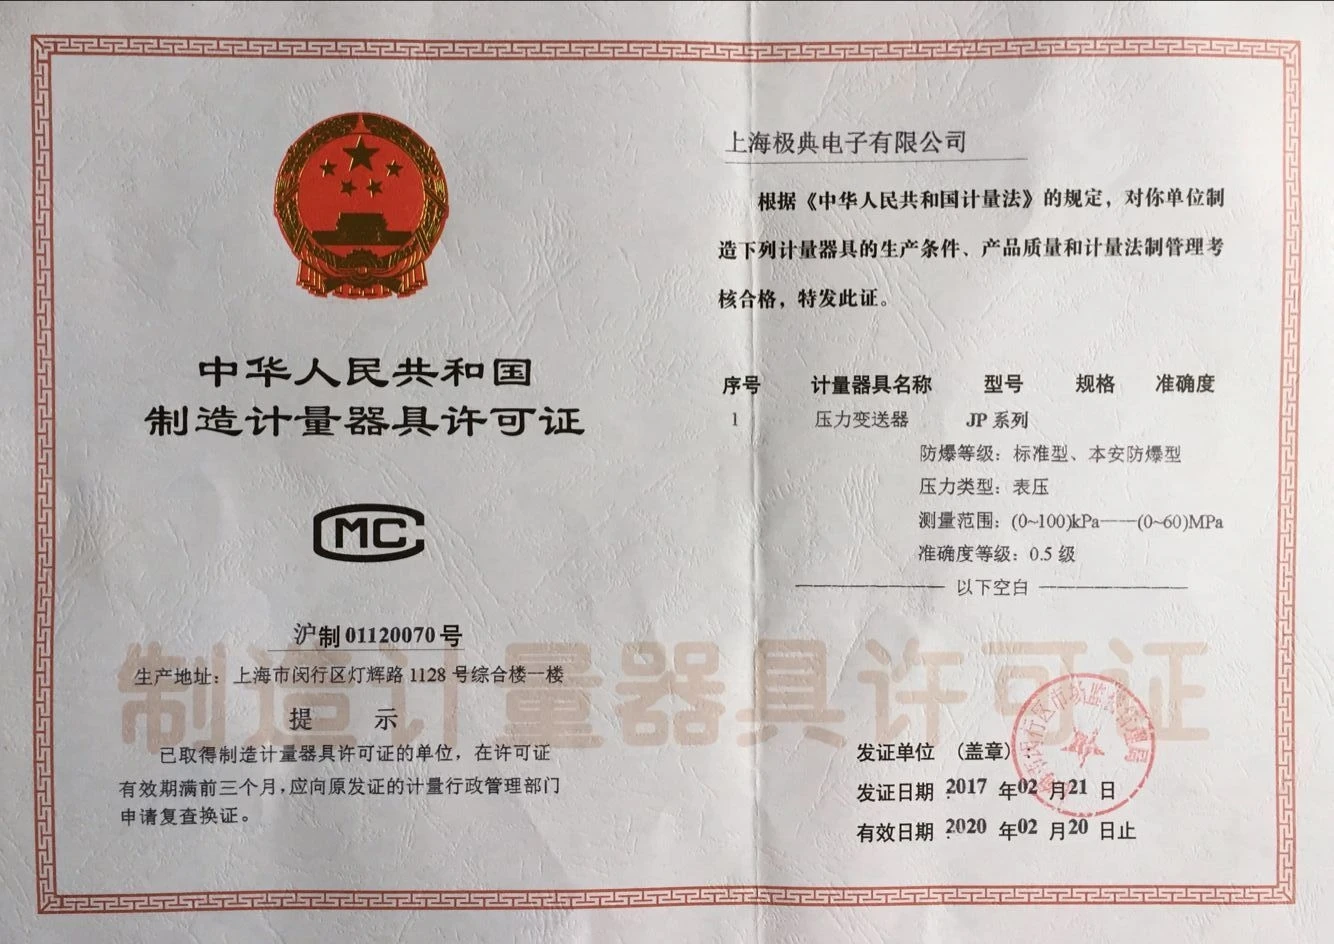 中华人民共和国
制造计量器具许可证
CMC
沪制 01120070 号
生产地址：上海市闵行区灯辉路 1128 号综合楼一楼
提 示
已取得制造计量器具许可证的单位，在许可证
有效期满前三个月，应向原发证的计量行政管理部门
申请复查换证。
上海极典电子有限公司
根据《中华人民共和国计量法》的规定，对你单位制
造下列计量器具的生产条件、产品质量和计量法制管理考
核合格，特发此证。
序号 计量器具名称 型号 规格 准确度
1 压力变送器 JP 系列
防爆等级：标准型、本安防爆型
压力类型：表压
测量范围：(0~100)kPa——(0~60)MPa
准确度等级：0.5 级
以下空白
制造计量器具许可证
发证单位 （盖章）：
发证日期：2017 年 02 月 21 日
有效日期：2020 年 02 月 20 日止
闵行区市场监督管理局